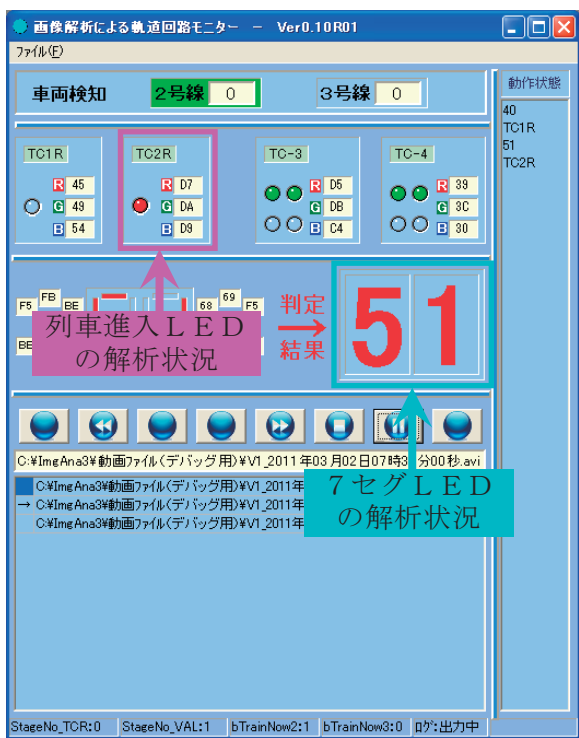 画像解析による軌道回路モニター － Ver0.10R01
ファイル(F)
車両検知 2号線 0 3号線 0
動作状態
40
TC1R
51
TC2R
TC1R TC2R TC-3 TC-4
R 45 R D7 R D5 R 39
G 49 G DA G DB G 3C
B 54 B D9 B C4 B 30
F5 FB BE 68 69 F5
BE
判定
結果
51
列車進入LED
の解析状況
C:¥ImgAna3¥動画ファイル(デバッグ用)¥V1_2011年03月02日07時3 分00秒.avi
C:¥ImgAna3¥動画ファイル(デバッグ用)¥V1_2011年
→ C:¥ImgAna3¥動画ファイル(デバッグ用)¥V1_2011年
C:¥ImgAna3¥動画ファイル(デバッグ用)¥V1_2011年
7セグLED
の解析状況
StageNo_TCR:0 StageNo_VAL:1 bTrainNow2:1 bTrainNow3:0 ログ:出力中